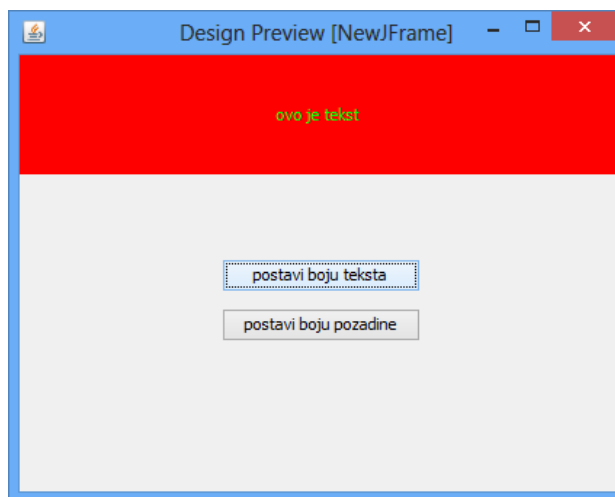 Design Preview [NewJFrame]
ovo je tekst
postavi boju teksta
postavi boju pozadine